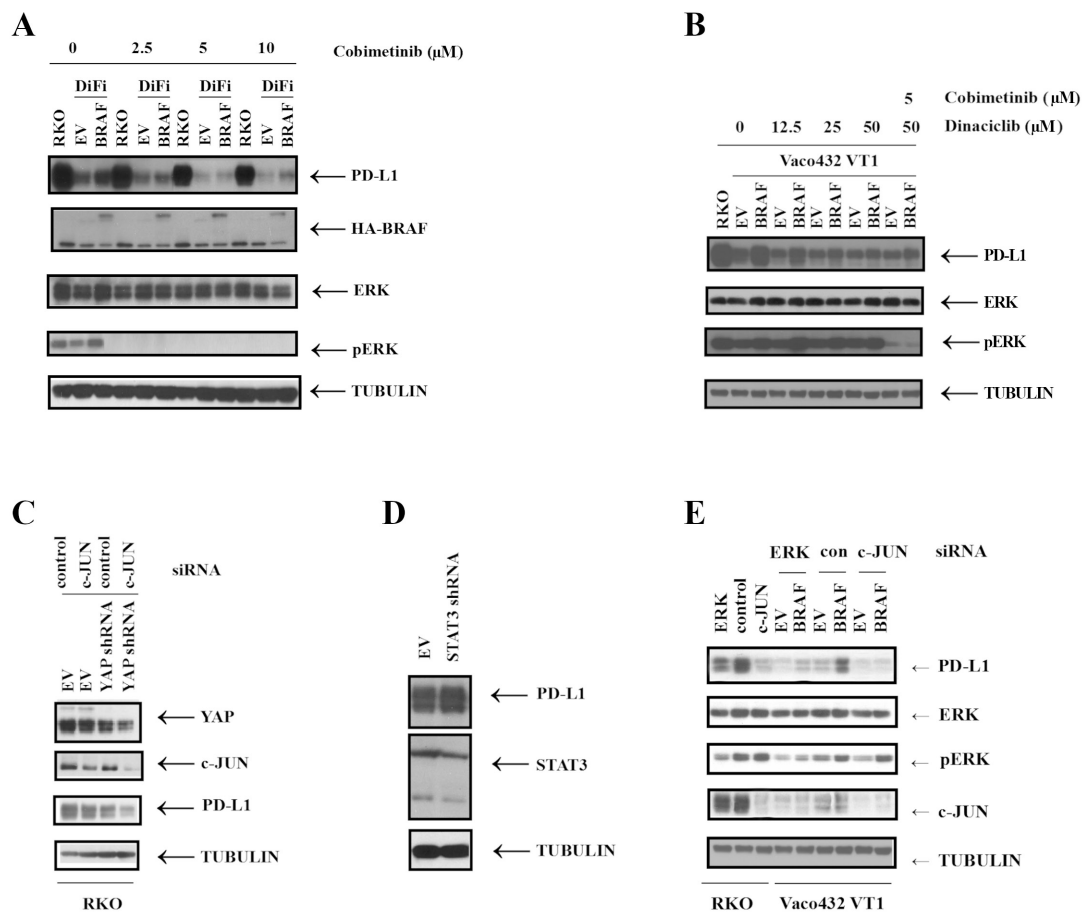 A
0 2.5 5 10 Cobimetinib (μM)
DiFi DiFi DiFi DiFi
RKO EV BRAF RKO EV BRAF RKO EV BRAF RKO EV BRAF
PD-L1
HA-BRAF
ERK
pERK
TUBULIN
B
5 Cobimetinib (μM)
0 12.5 25 50 50 Dinaciclib (μM)
Vaco432 VT1
RKO EV BRAF EV BRAF EV BRAF EV BRAF EV BRAF
PD-L1
ERK
pERK
TUBULIN
C
control c-JUN control c-JUN siRNA
EV EV YAP shRNA YAP shRNA
YAP
c-JUN
PD-L1
TUBULIN
RKO
D
EV STAT3 shRNA
PD-L1
STAT3
TUBULIN
E
ERK con c-JUN siRNA
ERK control c-JUN EV BRAF EV BRAF EV BRAF
PD-L1
ERK
pERK
c-JUN
TUBULIN
RKO Vaco432 VT1